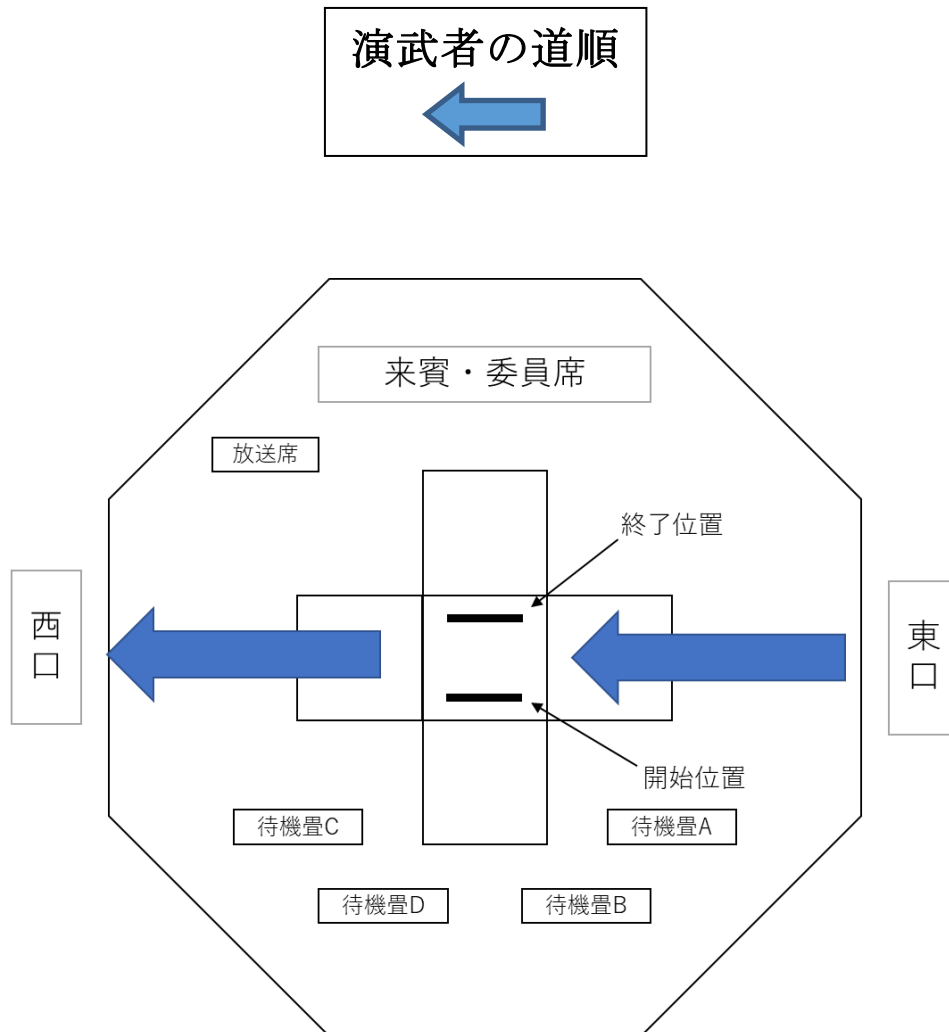 演武者の道順
来賓・委員席
放送席
終了位置
西口
東口
開始位置
待機畳C
待機畳A
待機畳D
待機畳B